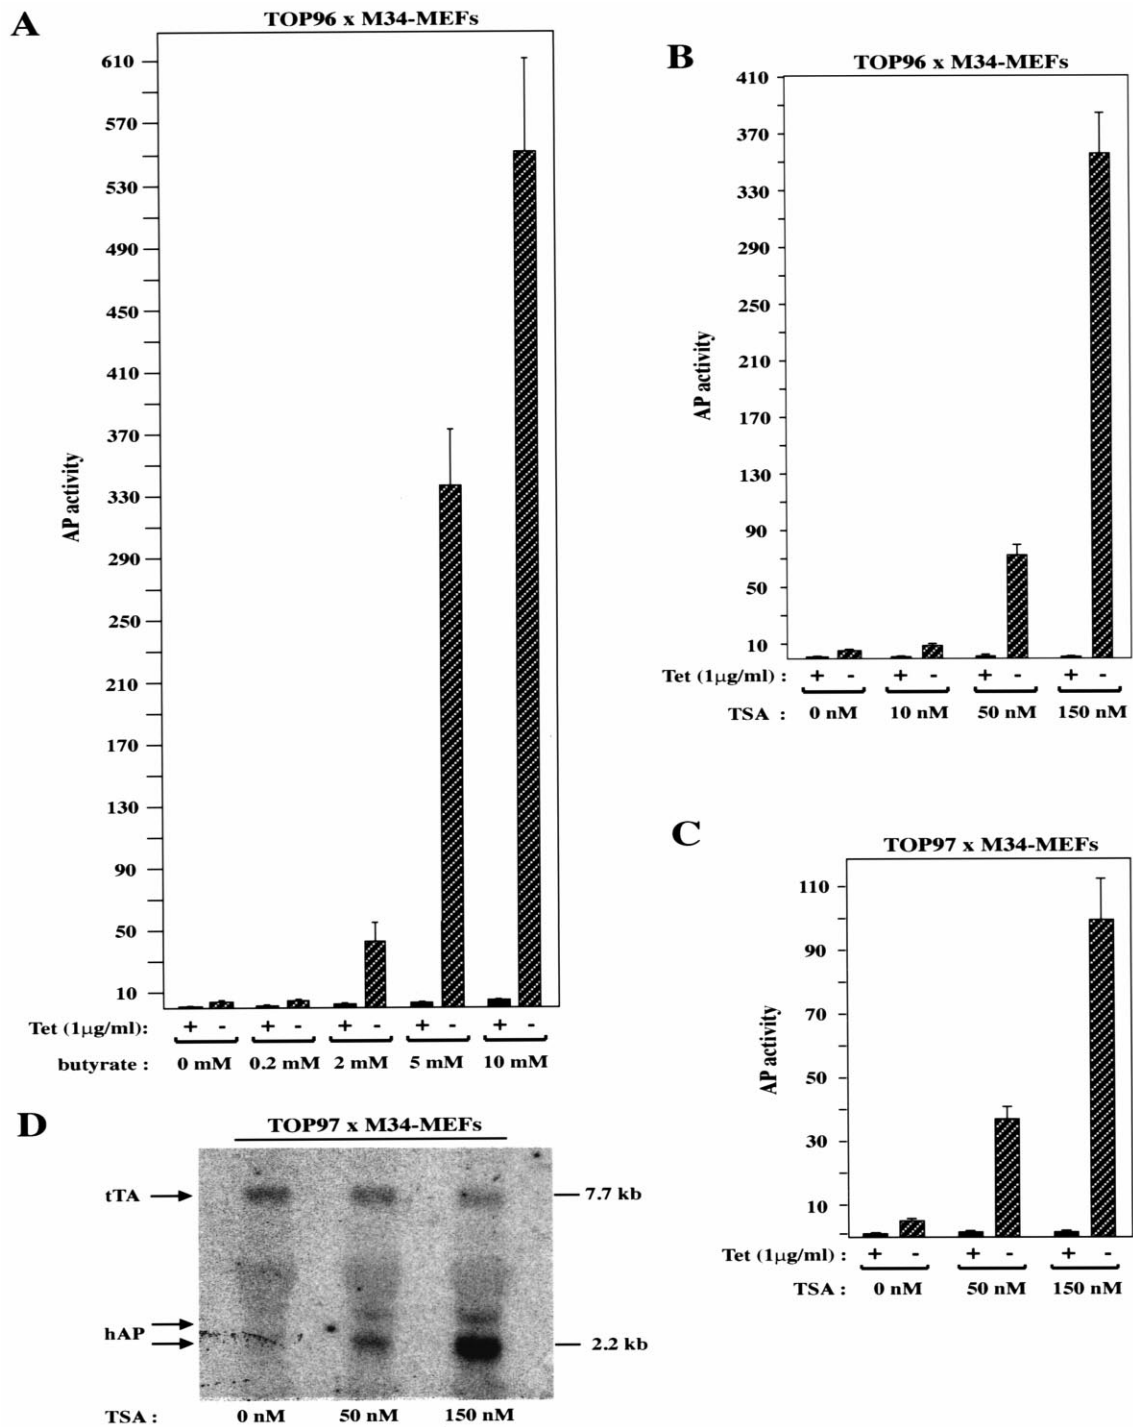 A
TOP96 x M34-MEFs
610
570
530
490
450
410
370
330
290
250
210
170
130
90
50
10
AP activity
Tet (1μg/ml): + - + - + - + - + -
butyrate : 0 mM 0.2 mM 2 mM 5 mM 10 mM
B
TOP96 x M34-MEFs
410
370
330
290
250
210
170
130
90
50
10
AP activity
Tet (1μg/ml) : + - + - + - + -
TSA : 0 nM 10 nM 50 nM 150 nM
C
TOP97 x M34-MEFs
110
90
70
50
30
10
AP activity
Tet (1μg/ml) : + - + - + -
TSA : 0 nM 50 nM 150 nM
D
TOP97 x M34-MEFs
tTA 7.7 kb
hAP 2.2 kb
TSA : 0 nM 50 nM 150 nM